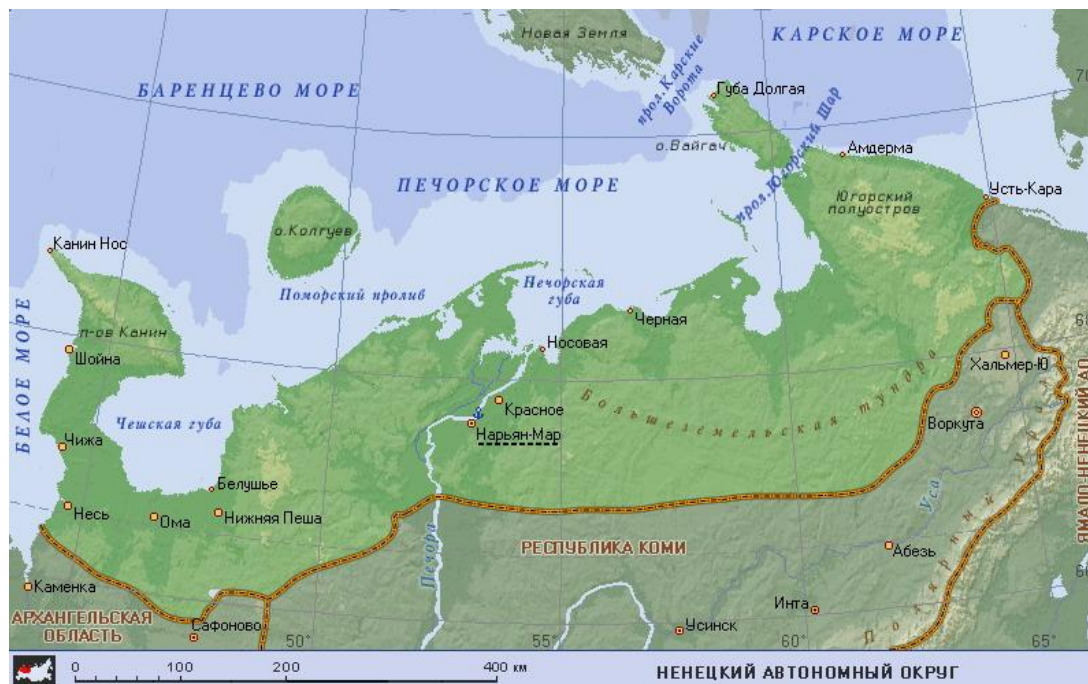 Новая Земля
КАРСКОЕ МОРЕ
БАРЕНЦЕВО МОРЕ
прол. Карские
Ворота
Губа Долгая
прол. Югорский Шар
о.Вайгач
Амдерма
ПЕЧОРСКОЕ МОРЕ
Югорский
полуостров
Усть-Кара
о.Колгуев
Канин Нос
Печорская
губа
Поморский пролив
БЕЛОЕ МОРЕ
п-ов Канин
Черная
Шойна
Носовая
Хальмер-Ю
Большеземельская тундра
Красное
Воркута
Чешская губа
Нарьян-Мар
Чижа
ЯМАЛО-НЕНЕЦКИЙ АО
Белушье
Несь
Ома
Нижняя Пеша
Уса
Печора
РЕСПУБЛИКА КОМИ
Абезь
Полярный Урал
Каменка
АРХАНГЕЛЬСКАЯ
ОБЛАСТЬ
Сафоново
Инта
Усинск
50°
55°
60°
65°
0
100
200
400 км
НЕНЕЦКИЙ АВТОНОМНЫЙ ОКРУГ